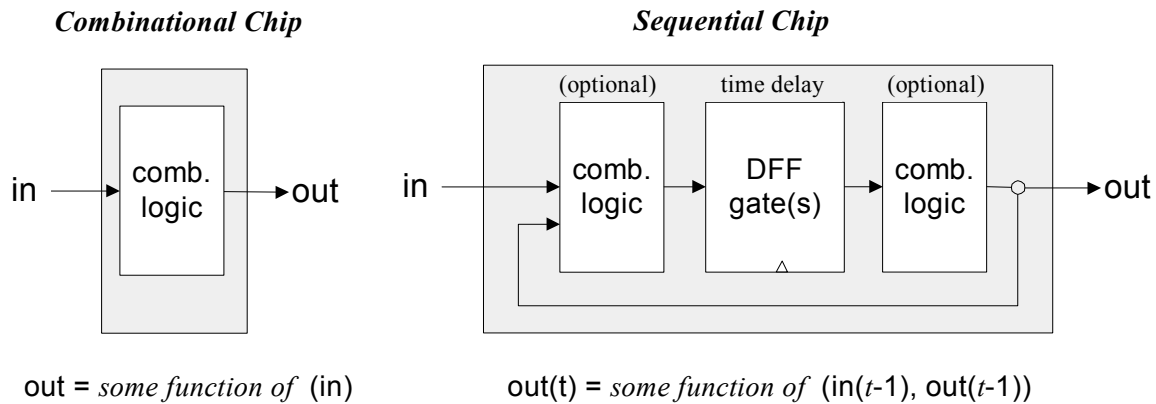 Combinational Chip
in
comb.
logic
out
out = some function of (in)
Sequential Chip
(optional)
time delay
(optional)
in
comb.
logic
DFF
gate(s)
comb.
logic
out
out(t) = some function of (in(t-1), out(t-1))